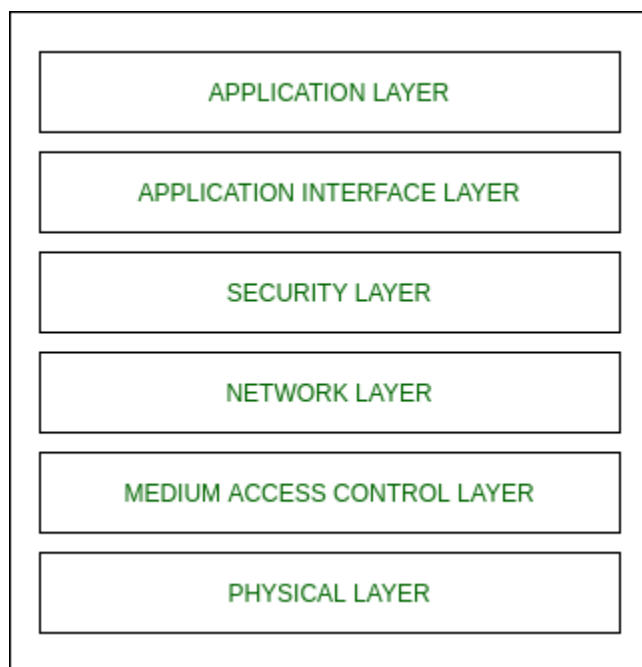 APPLICATION LAYER
APPLICATION INTERFACE LAYER
SECURITY LAYER
NETWORK LAYER
MEDIUM ACCESS CONTROL LAYER
PHYSICAL LAYER